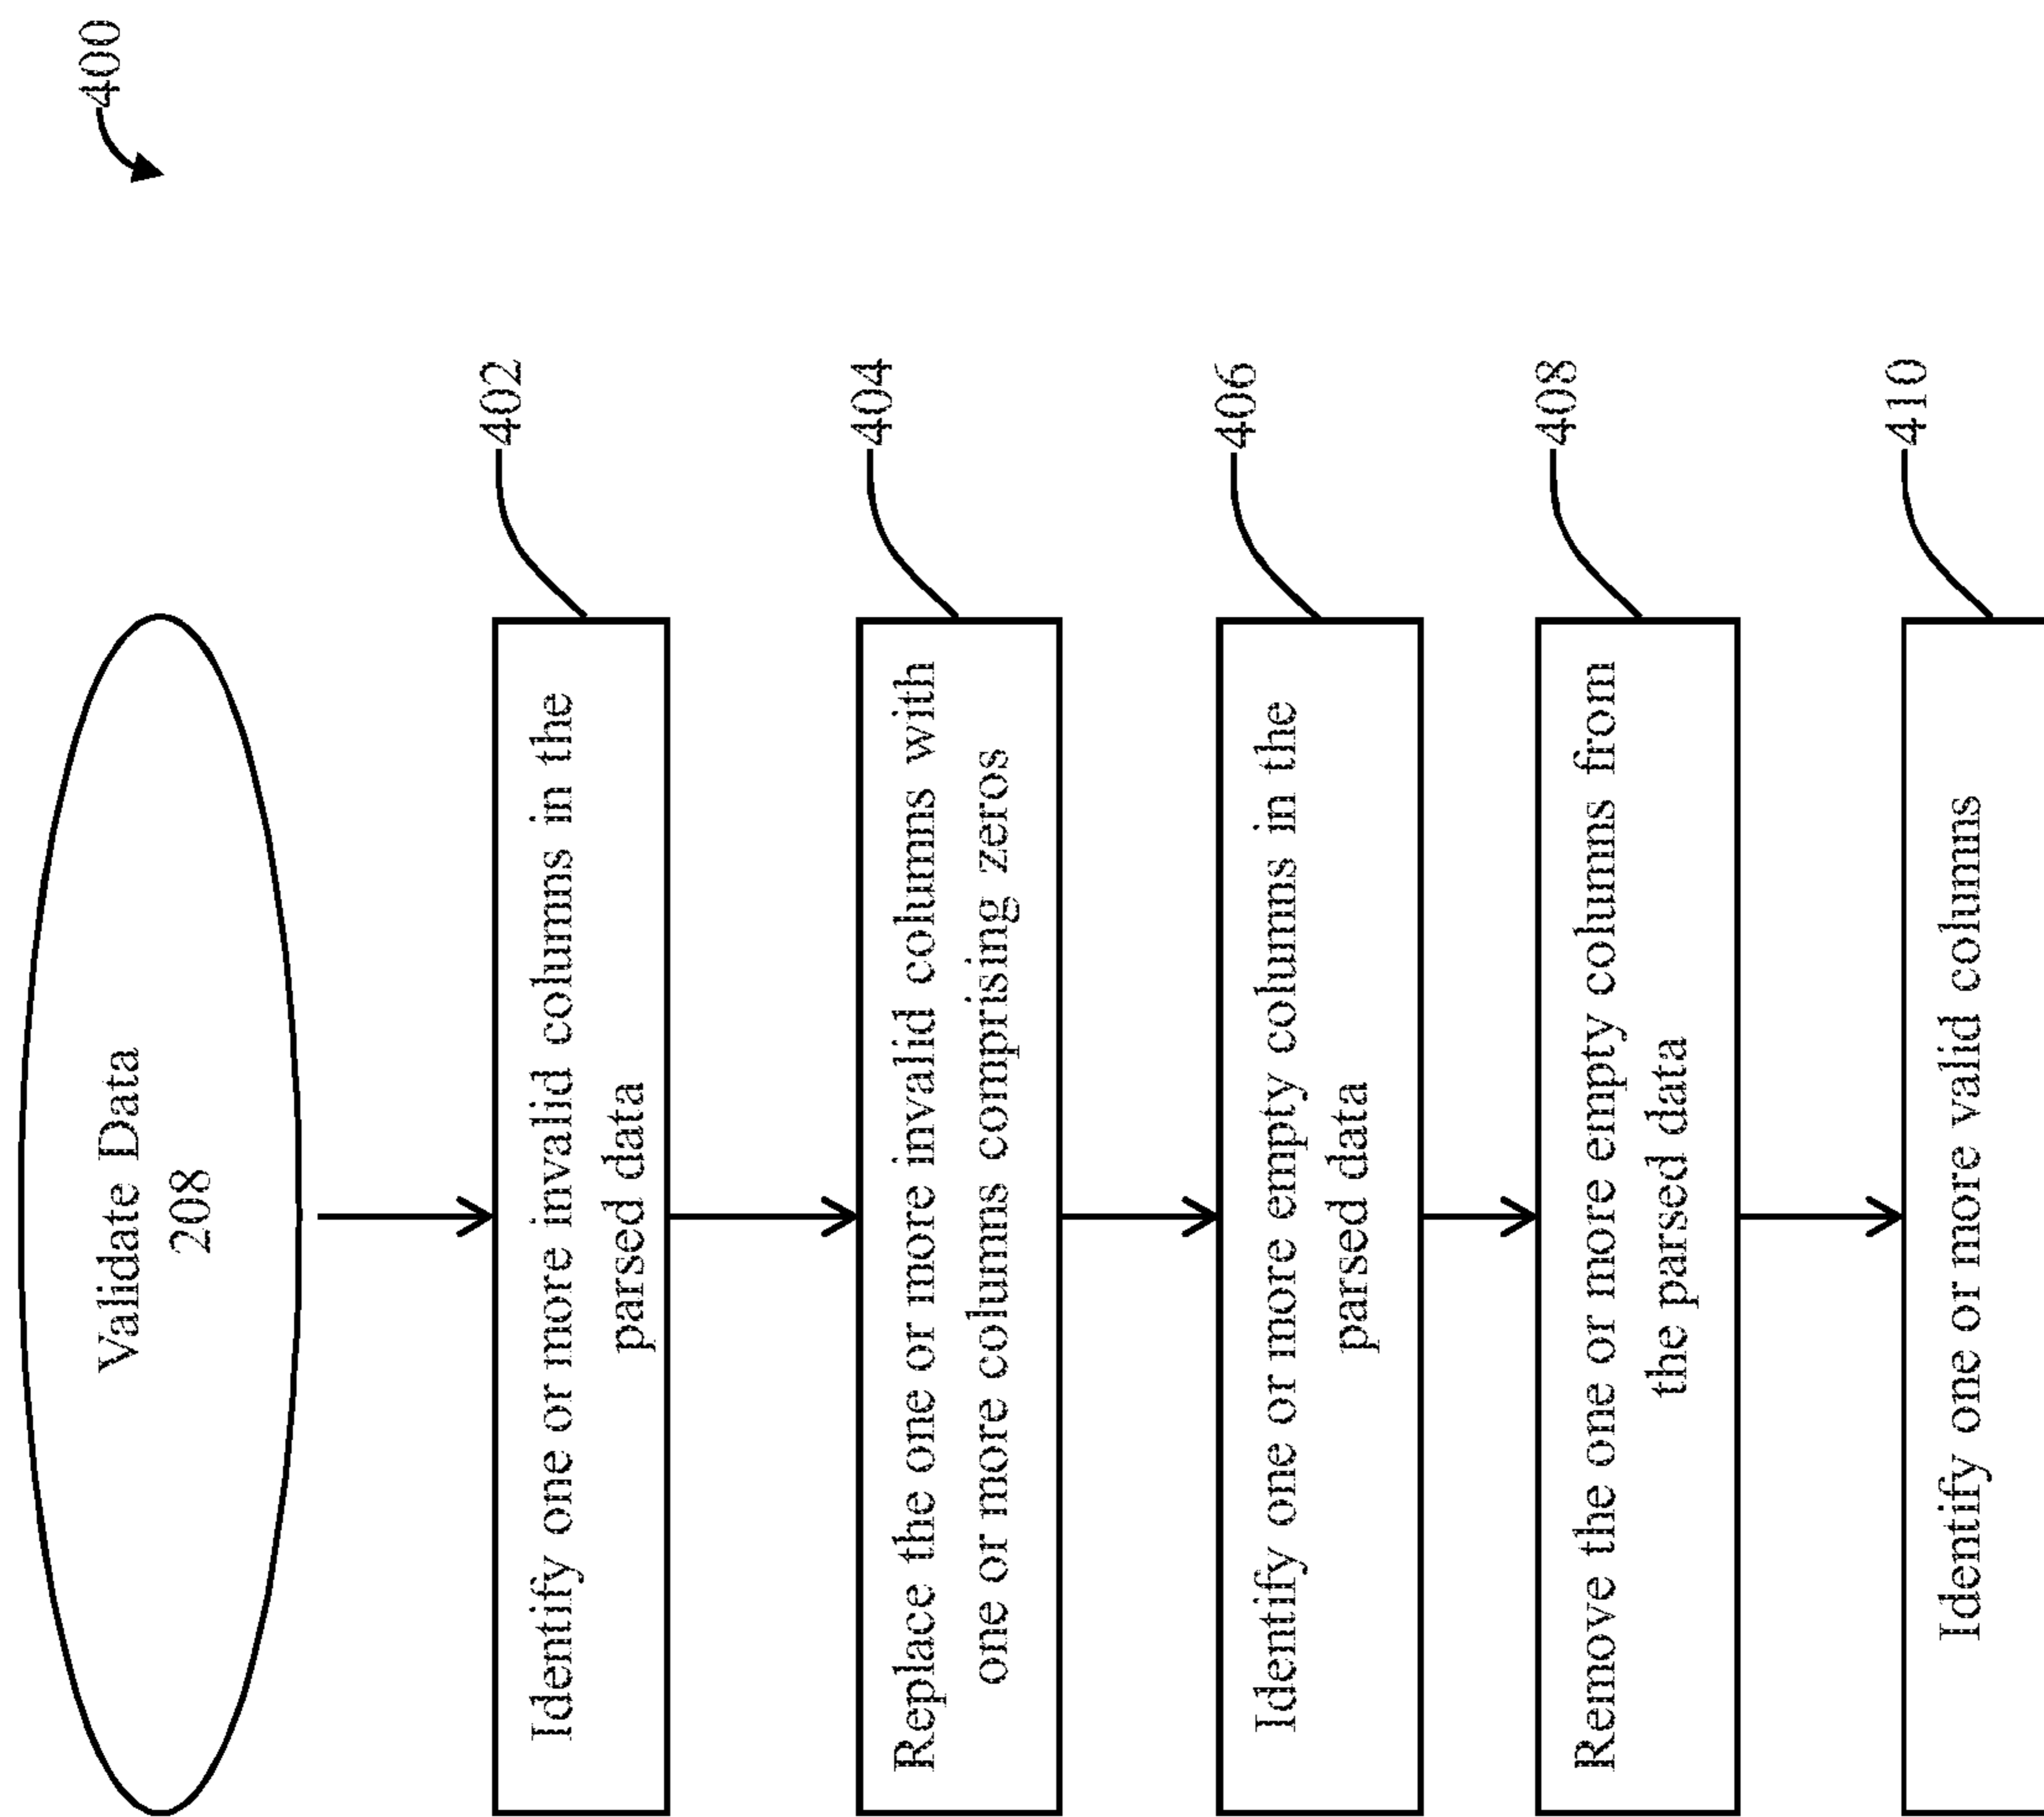 400
Validate Data
208
402
Identify one or more invalid columns in the
parsed data
404
Replace the one or more invalid columns with
one or more columns comprising zeros
406
Identify one or more empty columns in the
parsed data
408
Remove the one or more empty columns from
the parsed data
410
Identify one or more valid columns